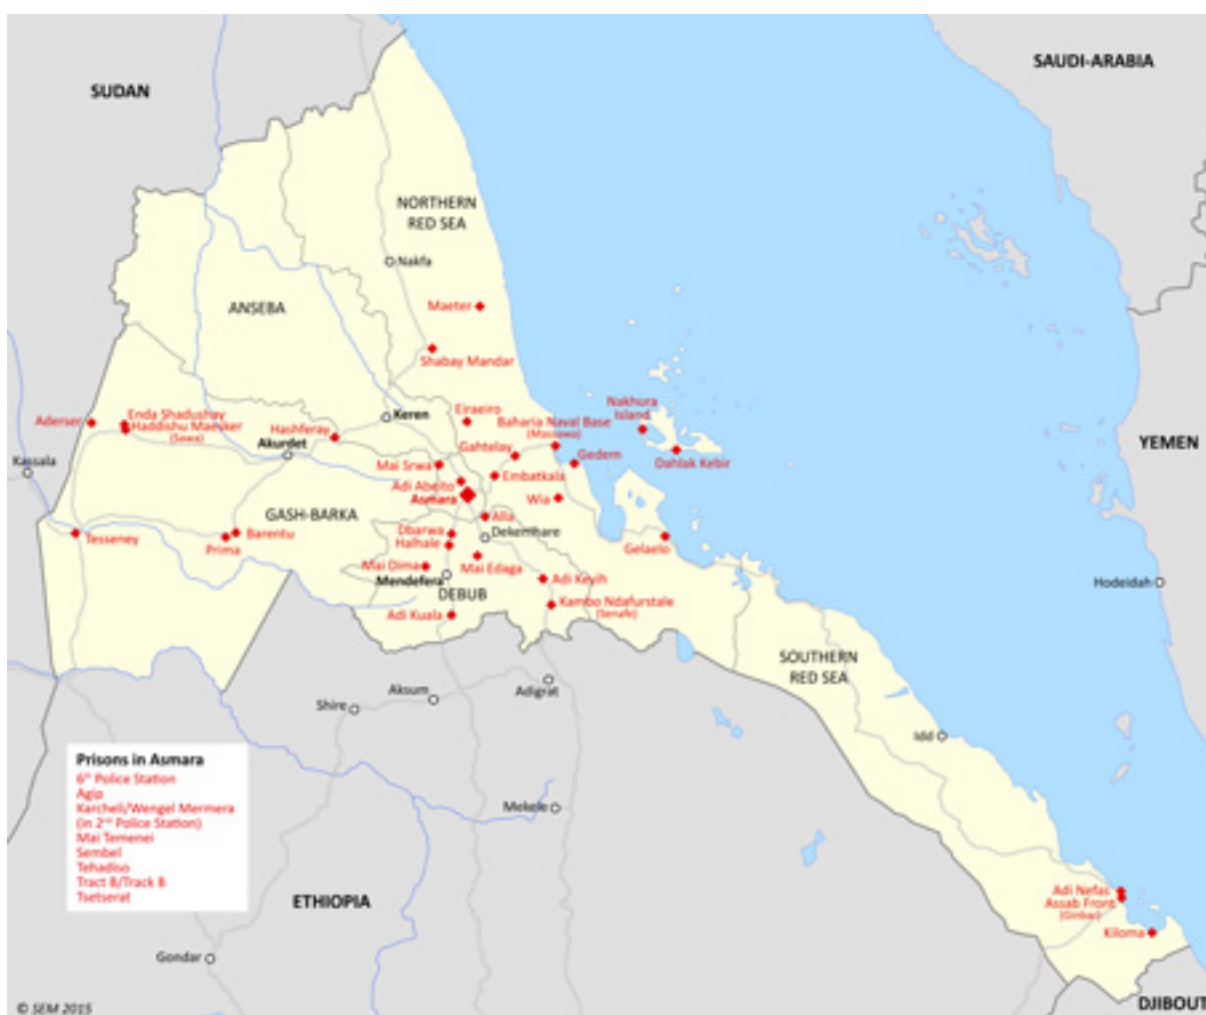 SAUDI-ARABIA
SUDAN
NORTHERN
RED SEA
Nakfa
ANSEBA
Maeter
Shabay Mandar
Nakhura
Island
Aderser
Enda Shadushay
Haddishu Maesker
(Sawa)
Hashferay
Keren
Eiraeiro
Baharia Naval Base
(Massawa)
Akurdet
Gahtelay
Gedem
Dahlak Kebir
YEMEN
Kassala
Mai Srwa
Embatkala
Adi Abeito
Asmara
Wia
GASH-BARKA
Alla
Tesseney
Prima
Barentu
Dbarwa
Halhale
Dekemhare
Gelaelo
Mai Dima
Mendefera
Mai Edaga
Adi Keyih
Hodeidah
DEBUB
Adi Kuala
Kambo Ndafurstale
(Senafe)
SOUTHERN
RED SEA
Shire
Aksum
Adigrat
Idd
Prisons in Asmara
6th Police Station
Agip
Karcheli/Wengel Mermera
(in 2nd Police Station)
Mai Temenei
Sembel
Tehadiso
Tract B/Track B
Tsetserat
Mekele
ETHIOPIA
Adi Nefas
Assab Front
(Ginbar)
Kiloma
Gondar
© SEM 2015
DJIBOUT